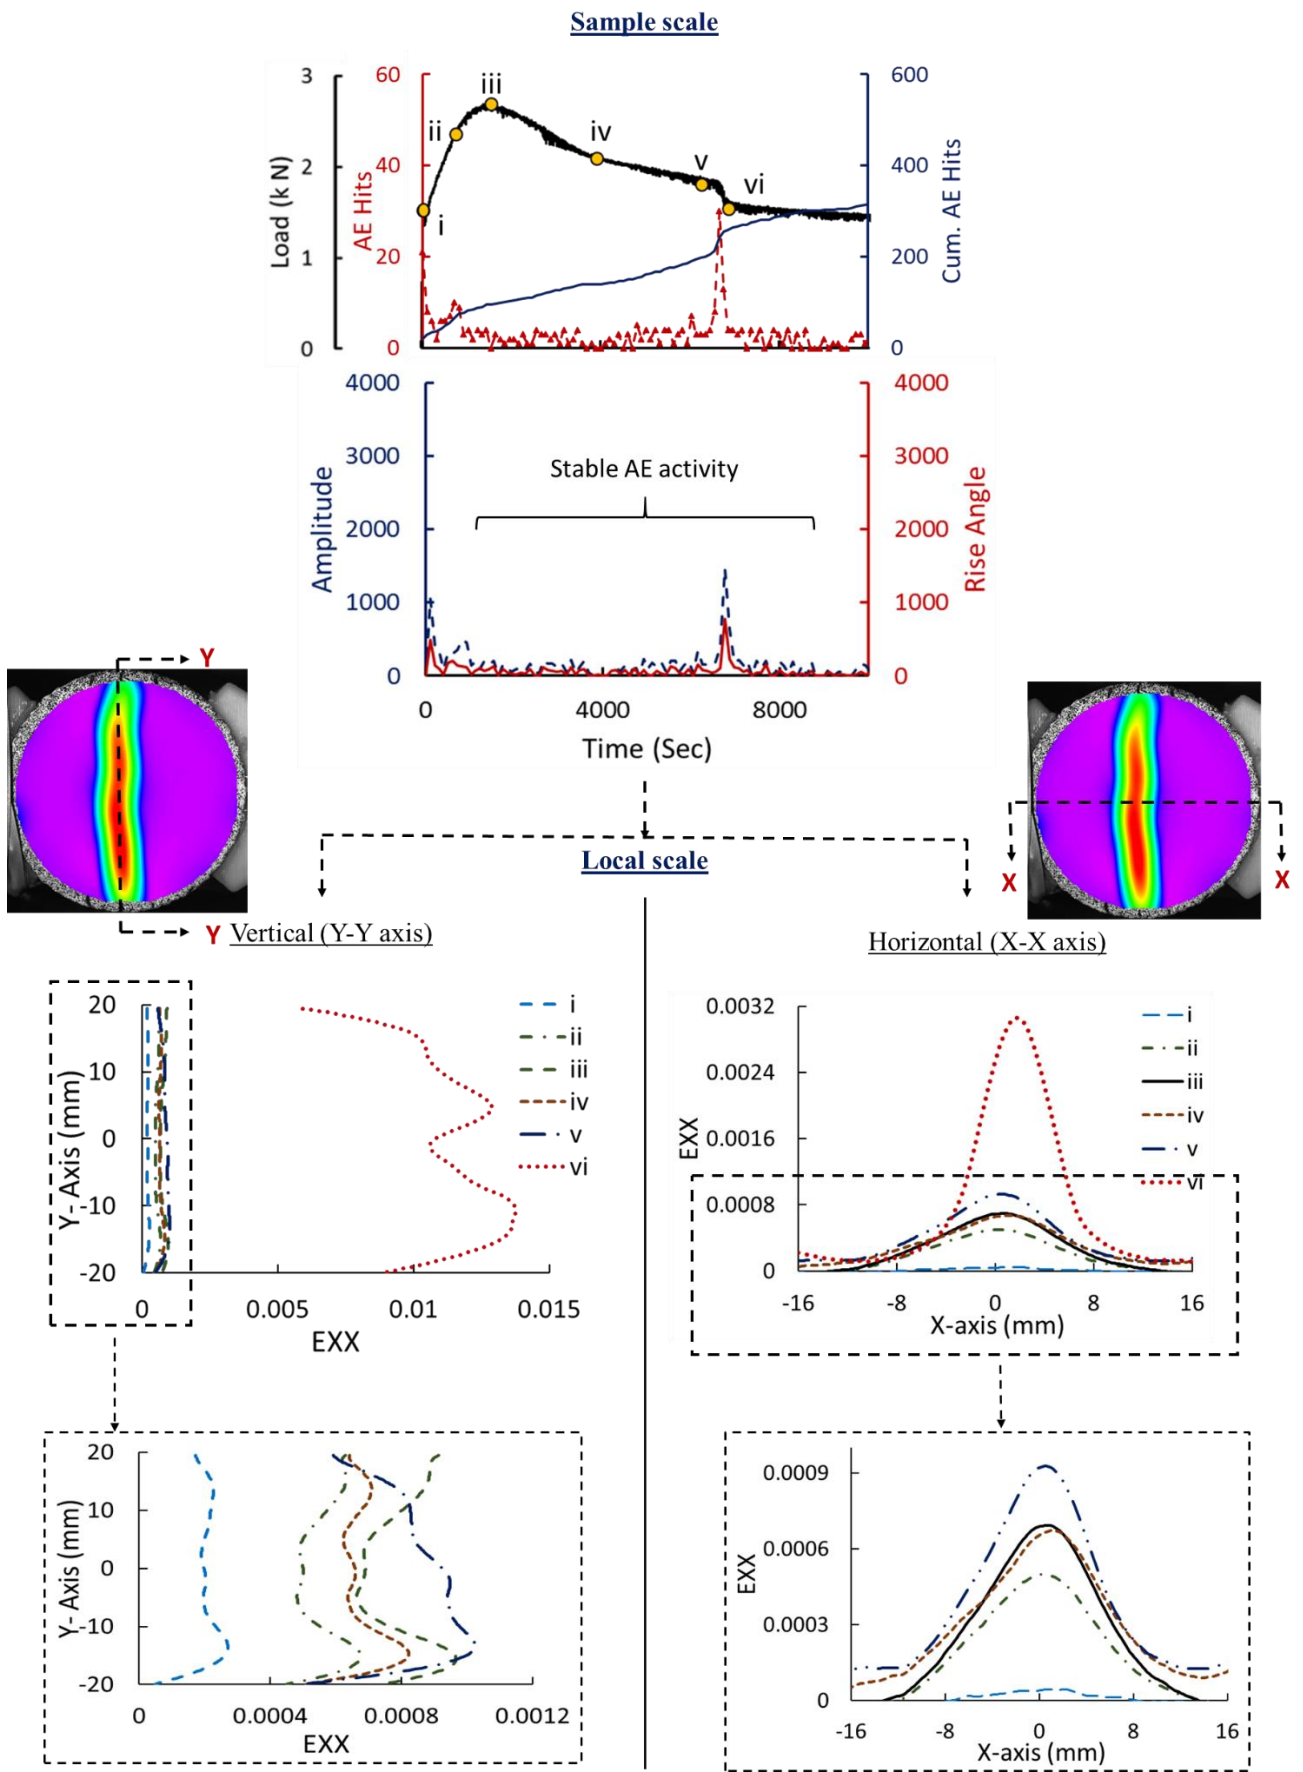 Sample scale
3
2
1
0
Load (k N)
60
40
20
0
AE Hits
i
ii
iii
iv
v
vi
600
400
200
0
Cum. AE Hits
4000
3000
2000
1000
0
Amplitude
Stable AE activity
4000
3000
2000
1000
0
Rise Angle
0 4000 8000
Time (Sec)
Y
Y
X
X
Local scale
Vertical (Y-Y axis)
Horizontal (X-X axis)
20
10
0
-10
-20
Y- Axis (mm)
0 0.005 0.01 0.015
EXX
i
ii
iii
iv
v
vi
0.0032
0.0024
0.0016
0.0008
0
EXX
-16 -8 0 8 16
X-axis (mm)
i
ii
iii
iv
v
vi
20
10
0
-10
-20
Y- Axis (mm)
0 0.0004 0.0008 0.0012
EXX
0.0009
0.0006
0.0003
0
EXX
-16 -8 0 8 16
X-axis (mm)